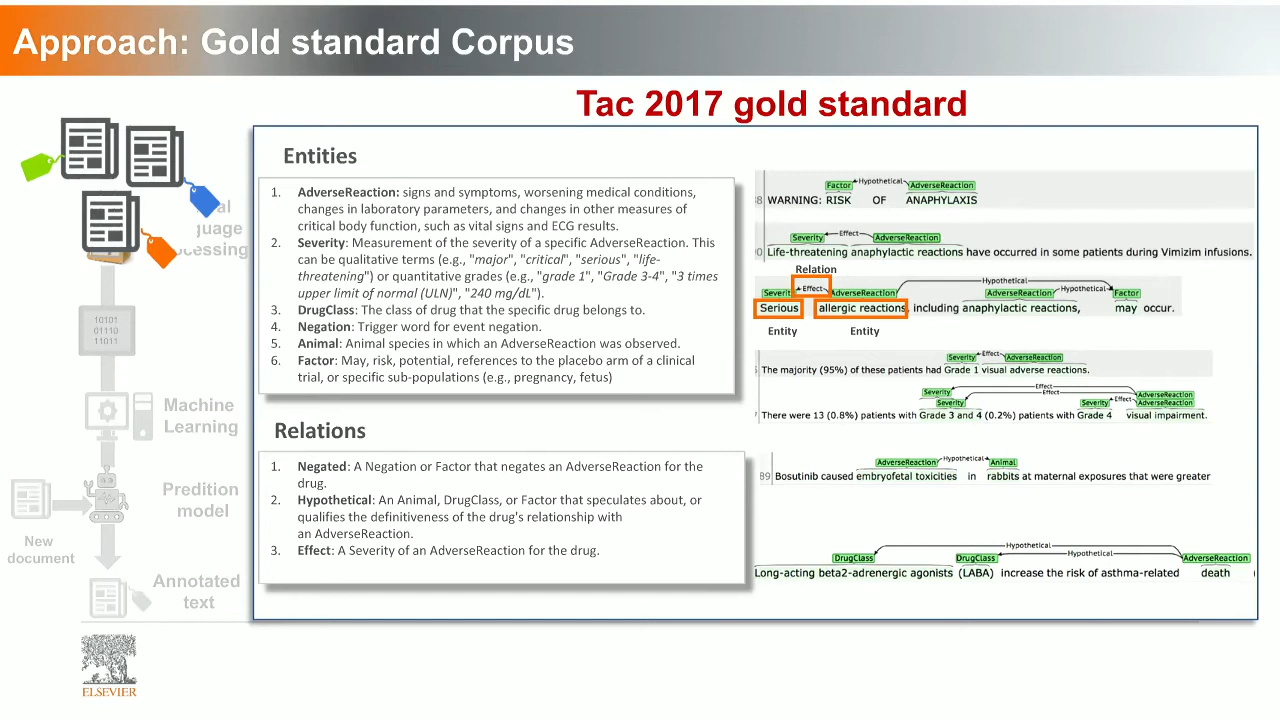 Approach: Gold standard Corpus
Tac 2017 gold standard
Entities
1. AdverseReaction: signs and symptoms, worsening medical conditions,
changes in laboratory parameters, and changes in other measures of
critical body function, such as vital signs and ECG results.
2. Severity: Measurement of the severity of a specific AdverseReaction. This
can be qualitative terms (e.g., "major", "critical", "serious", "life-
threatening") or quantitative grades (e.g., "grade 1", "Grade 3-4", "3 times
upper limit of normal (ULN)", "240 mg/dL").
3. DrugClass: The class of drug that the specific drug belongs to.
4. Negation: Trigger word for event negation.
5. Animal: Animal species in which an AdverseReaction was observed.
6. Factor: May, risk, potential, references to the placebo arm of a clinical
trial, or specific sub-populations (e.g., pregnancy, fetus)
Relations
1. Negated: A Negation or Factor that negates an AdverseReaction for the
drug.
2. Hypothetical: An Animal, DrugClass, or Factor that speculates about, or
qualifies the definitiveness of the drug's relationship with
an AdverseReaction.
3. Effect: A Severity of an AdverseReaction for the drug.
Factor Hypothetical AdverseReaction
WARNING: RISK OF ANAPHYLAXIS
Severity Effect AdverseReaction
Life-threatening anaphylactic reactions have occurred in some patients during Vimizim infusions.
Relation
Hypothetical
Effect
Severity AdverseReaction AdverseReaction Hypothetical Factor
Serious allergic reactions, including anaphylactic reactions, may occur.
Entity Entity
Severity Effect AdverseReaction
The majority (95%) of these patients had Grade 1 visual adverse reactions.
Effect
Severity AdverseReaction
Effect
Severity Severity AdverseReaction
There were 13 (0.8%) patients with Grade 3 and 4 (0.2%) patients with Grade 4 visual impairment.
AdverseReaction Hypothetical Animal
89 Bosutinib caused embryofetal toxicities in rabbits at maternal exposures that were greater
Hypothetical
DrugClass DrugClass Hypothetical AdverseReaction
Long-acting beta2-adrenergic agonists (LABA) increase the risk of asthma-related death
10101
01110
11011
Machine
Learning
Predition
model
New
document
Annotated
text
ELSEVIER